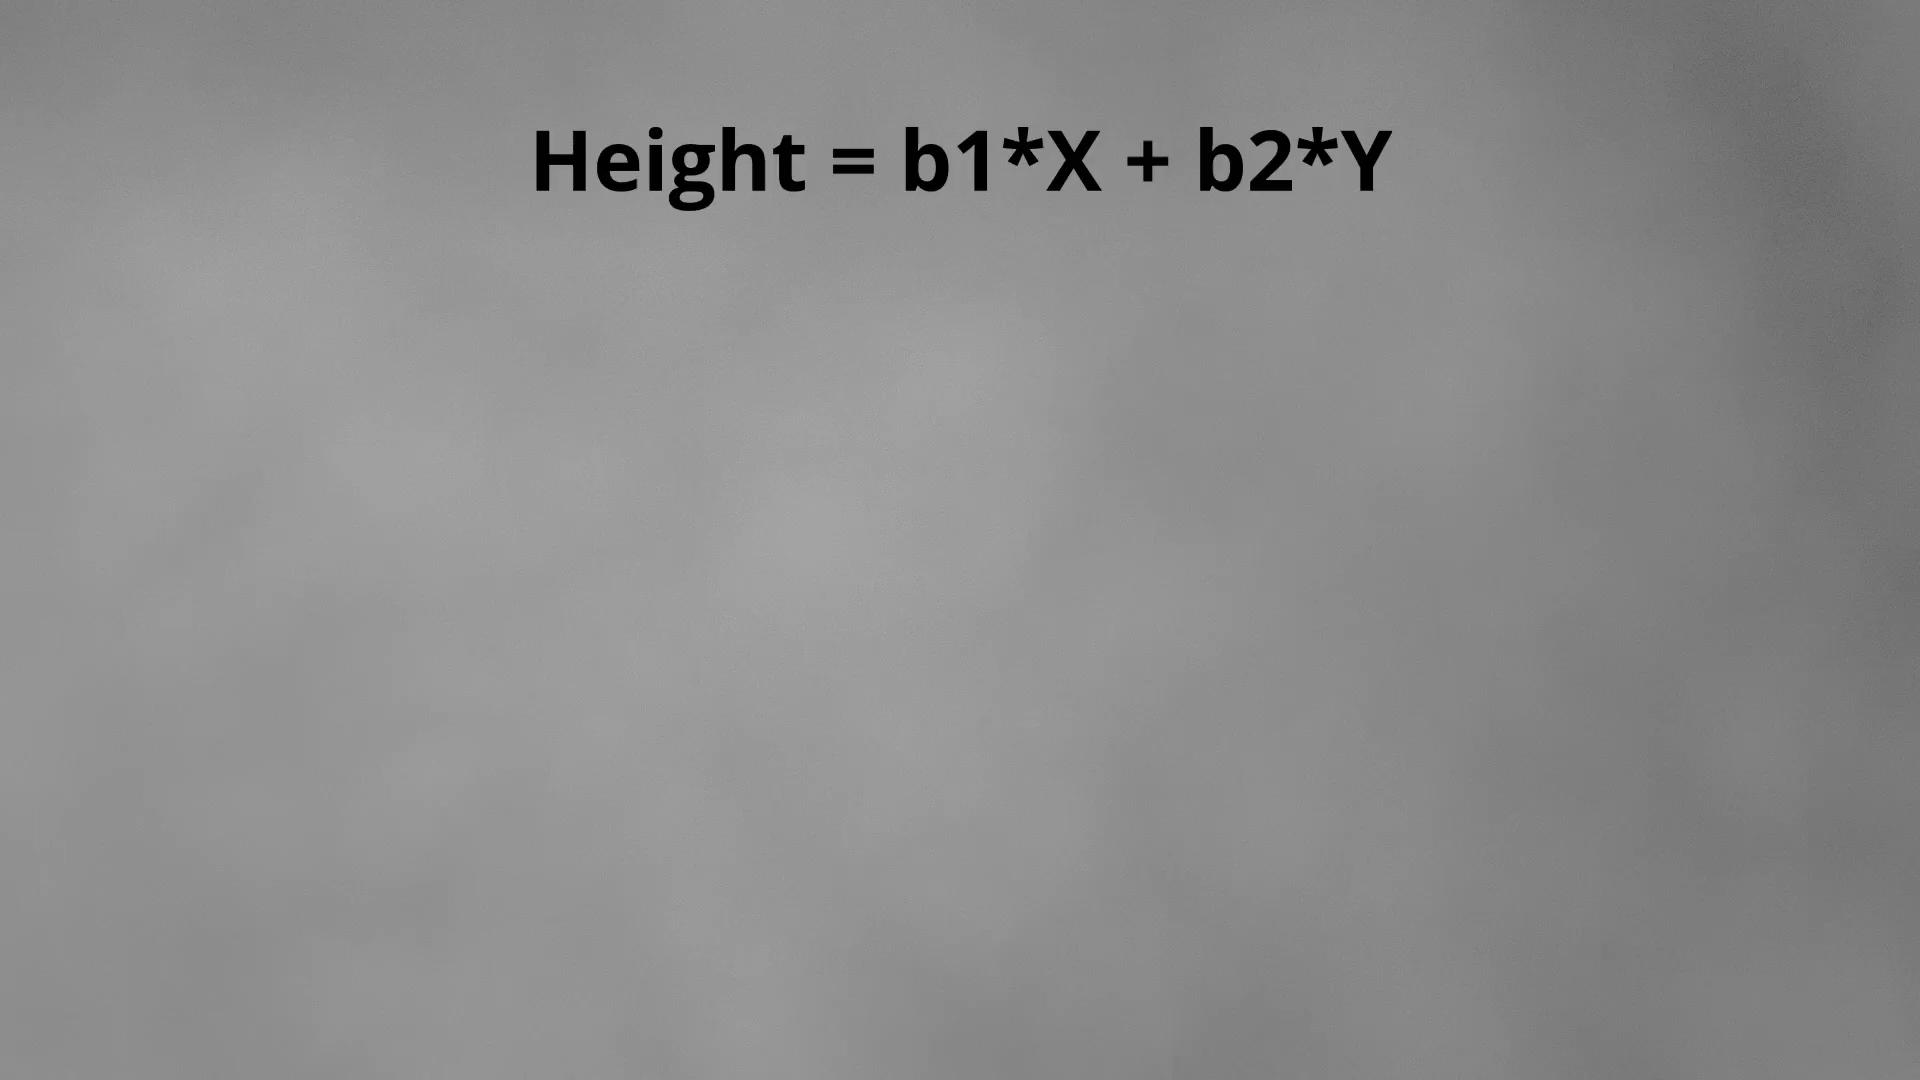 Height = b1*X + b2*Y